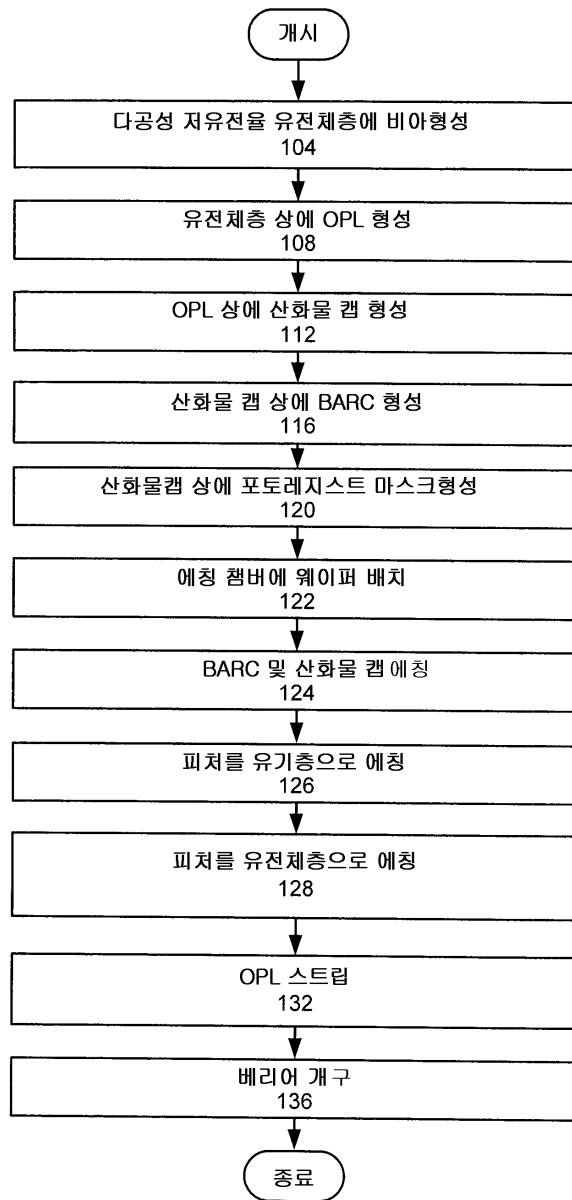 개시
다공성 저유전율 유전체층에 비아형성
104
유전체층 상에 OPL 형성
108
OPL 상에 산화물 캡 형성
112
산화물 캡 상에 BARC 형성
116
산화물캡 상에 포토레지스트 마스크형성
120
에칭 챔버에 웨이퍼 배치
122
BARC 및 산화물 캡 에칭
124
피처를 유기층으로 에칭
126
피처를 유전체층으로 에칭
128
OPL 스트립
132
베리어 개구
136
종료